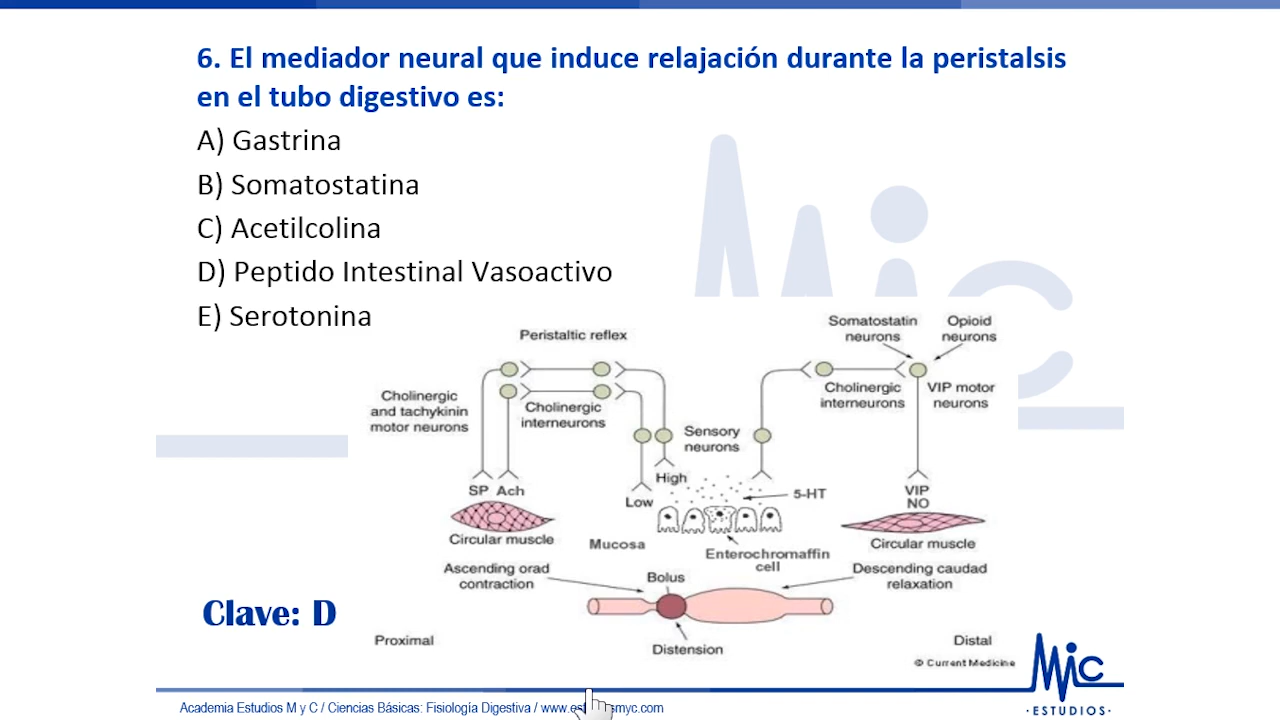 6. El mediador neural que induce relajación durante la peristalsis
en el tubo digestivo es:
A) Gastrina
B) Somatostatina
C) Acetilcolina
D) Peptido Intestinal Vasoactivo
E) Serotonina
Peristaltic reflex
Somatostatin
neurons
Opioid
neurons
Cholinergic
and tachykinin
motor neurons
Cholinergic
interneurons
Sensory
neurons
Cholinergic
interneurons
VIP motor
neurons
SP Ach
Low
High
5-HT
VIP
NO
Circular muscle
Mucosa
Enterochromaffin
cell
Circular muscle
Ascending orad
contraction
Bolus
Descending caudad
relaxation
Clave: D
Proximal
Distension
Distal
© Current Medicine
MiC
·ESTUDIOS·
Academia Estudios M y C / Ciencias Básicas: Fisiología Digestiva / www.estudiosmyc.com